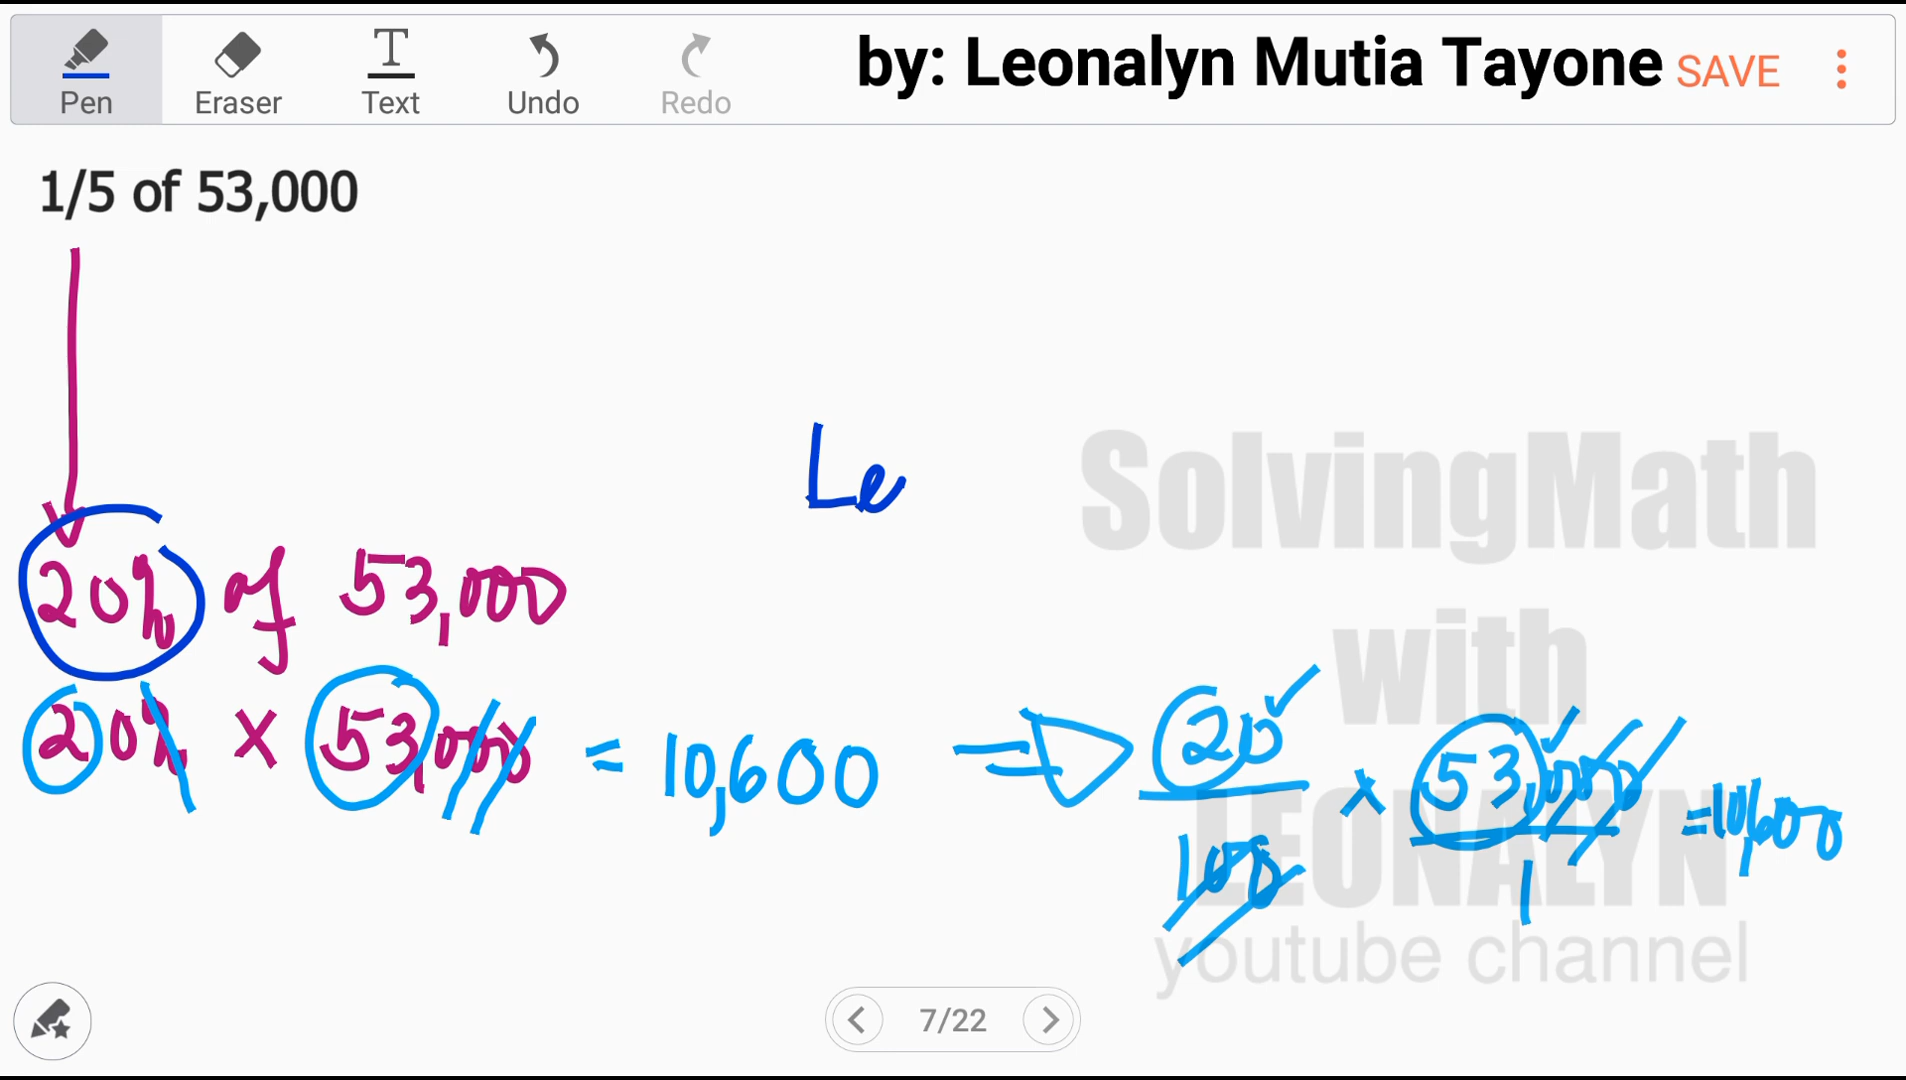 Pen Eraser Text Undo Redo by: Leonalyn Mutia Tayone SAVE
1/5 of 53,000
Le
SolvingMath
20% of 53,000
with
20% x 53,000 = 10,600 ⇒ 20/100 x 53,000/1 = 10,600
LEONALYN
youtube channel
7/22